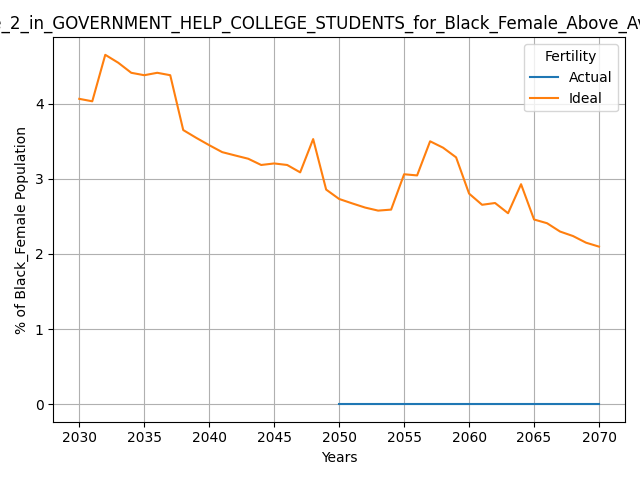 _2_in_GOVERNMENT_HELP_COLLEGE_STUDENTS_for_Black_Female_Above_Av
Fertility
Actual
Ideal
% of Black_Female Population
4
3
2
1
0
2030 2035 2040 2045 2050 2055 2060 2065 2070
Years